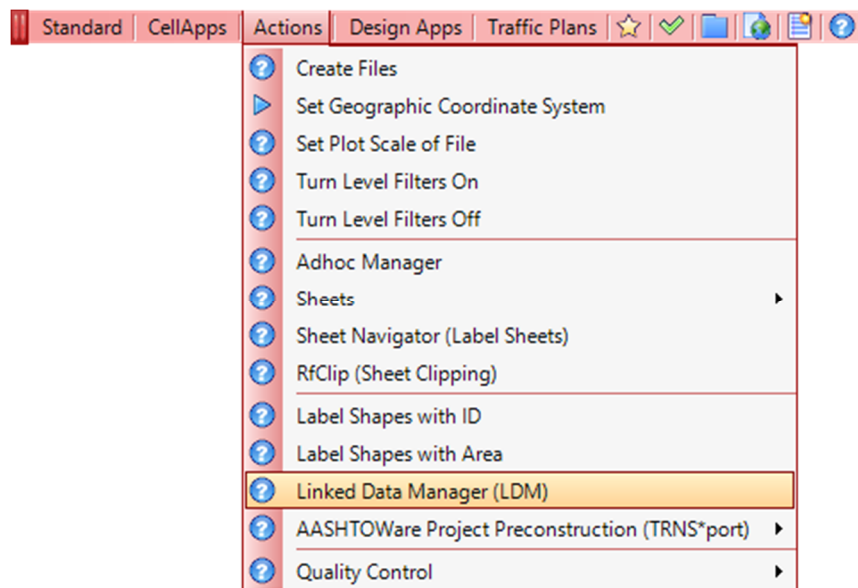 Standard CellApps Actions Design Apps Traffic Plans
Create Files
Set Geographic Coordinate System
Set Plot Scale of File
Turn Level Filters On
Turn Level Filters Off
Adhoc Manager
Sheets
Sheet Navigator (Label Sheets)
RfClip (Sheet Clipping)
Label Shapes with ID
Label Shapes with Area
Linked Data Manager (LDM)
AASHTOWare Project Preconstruction (TRNS*port)
Quality Control